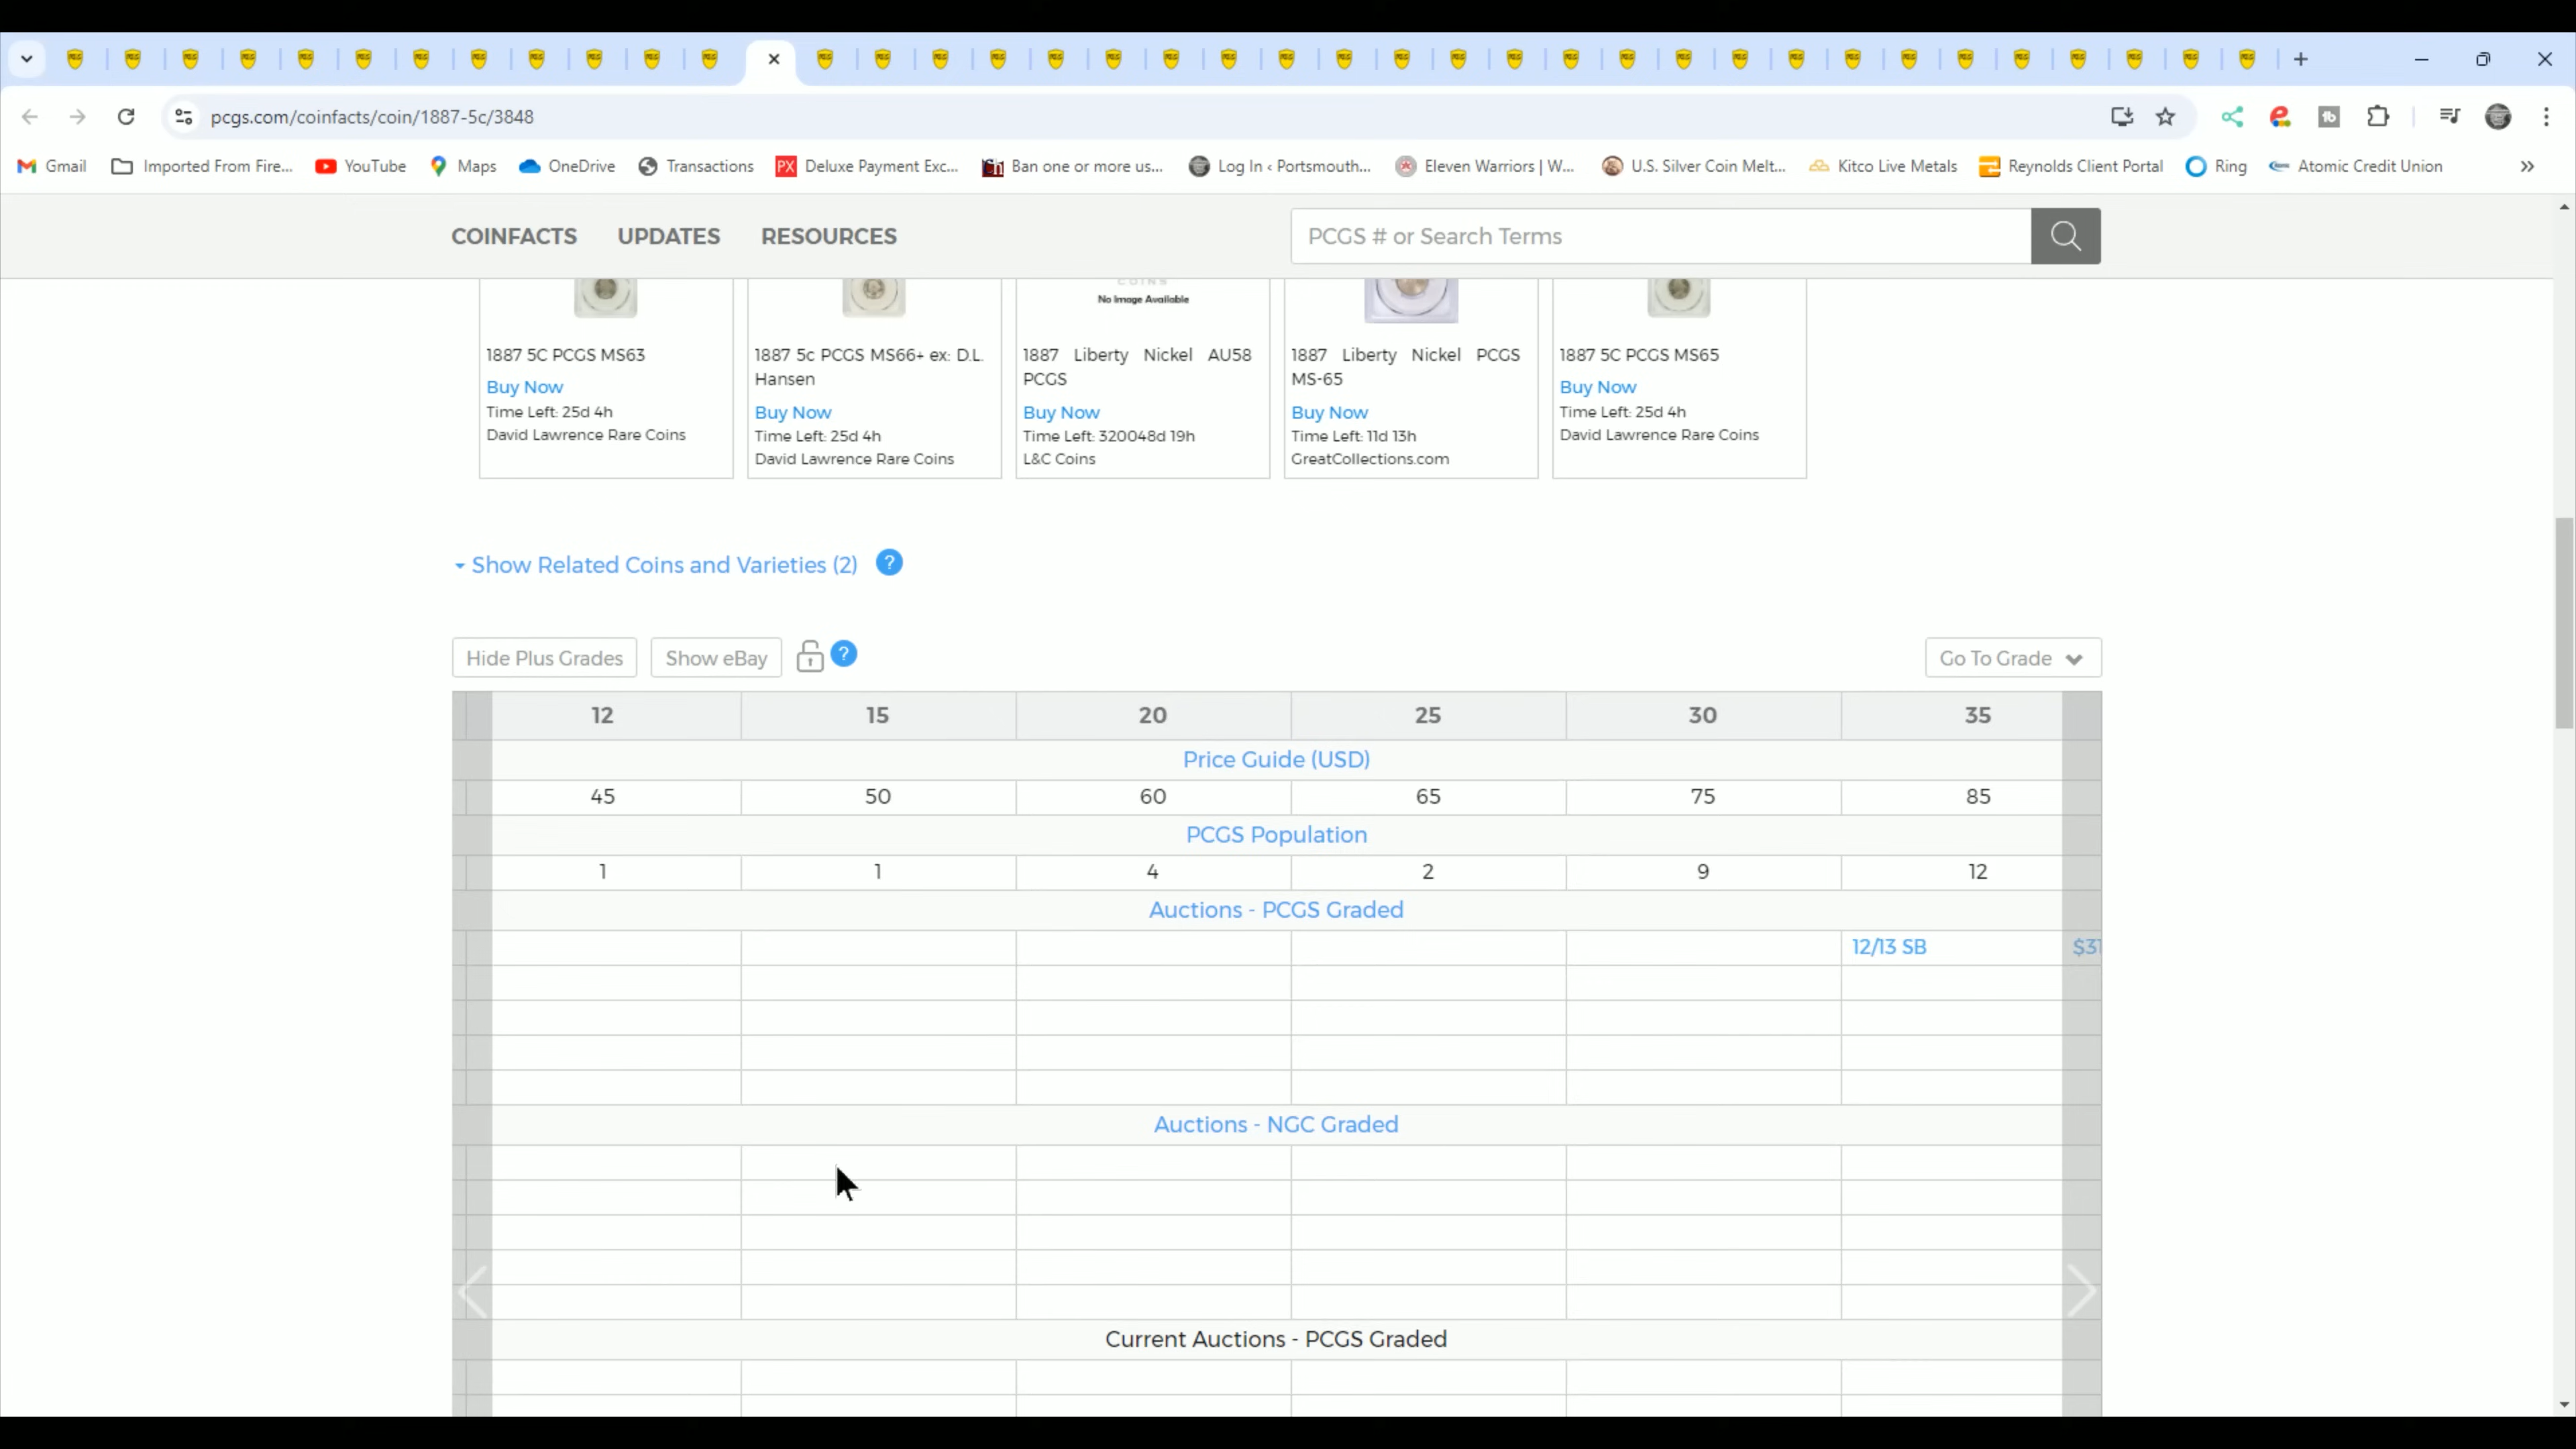 pcgs.com/coinfacts/coin/1887-5c/3848
Gmail Imported From Fire... YouTube Maps OneDrive Transactions Deluxe Payment Exc... Ban one or more us... Log In ‹ Portsmouth... Eleven Warriors | W... U.S. Silver Coin Melt... Kitco Live Metals Reynolds Client Portal Ring Atomic Credit Union »
COINFACTS UPDATES RESOURCES PCGS # or Search Terms
No Image Available
1887 5C PCGS MS63
Buy Now
Time Left: 25d 4h
David Lawrence Rare Coins
1887 5c PCGS MS66+ ex: D.L.
Hansen
Buy Now
Time Left: 25d 4h
David Lawrence Rare Coins
1887 Liberty Nickel AU58
PCGS
Buy Now
Time Left: 320048d 19h
L&C Coins
1887 Liberty Nickel PCGS
MS-65
Buy Now
Time Left: 11d 13h
GreatCollections.com
1887 5C PCGS MS65
Buy Now
Time Left: 25d 4h
David Lawrence Rare Coins
Show Related Coins and Varieties (2) ?
Hide Plus Grades Show eBay ? Go To Grade
12 15 20 25 30 35
Price Guide (USD)
45 50 60 65 75 85
PCGS Population
1 1 4 2 9 12
Auctions - PCGS Graded
12/13 SB $31
Auctions - NGC Graded
Current Auctions - PCGS Graded